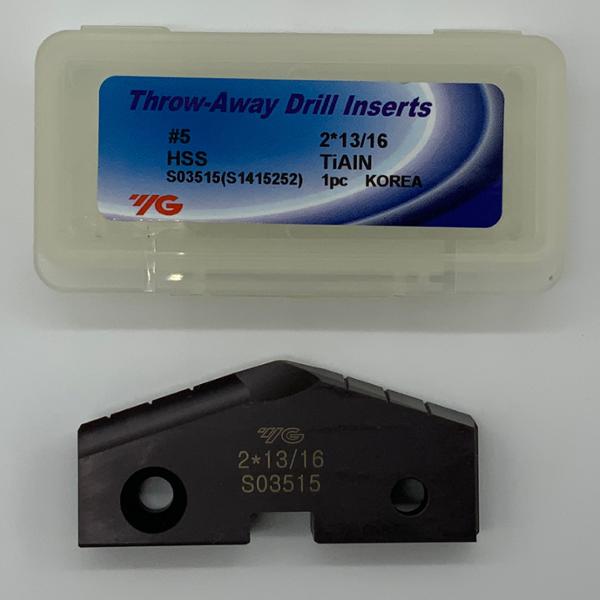 Throw-Away Drill Inserts
#5 2*13/16
HSS TiAIN
S03515(S1415252) 1pc KOREA
YG
YG
2*13/16
S03515